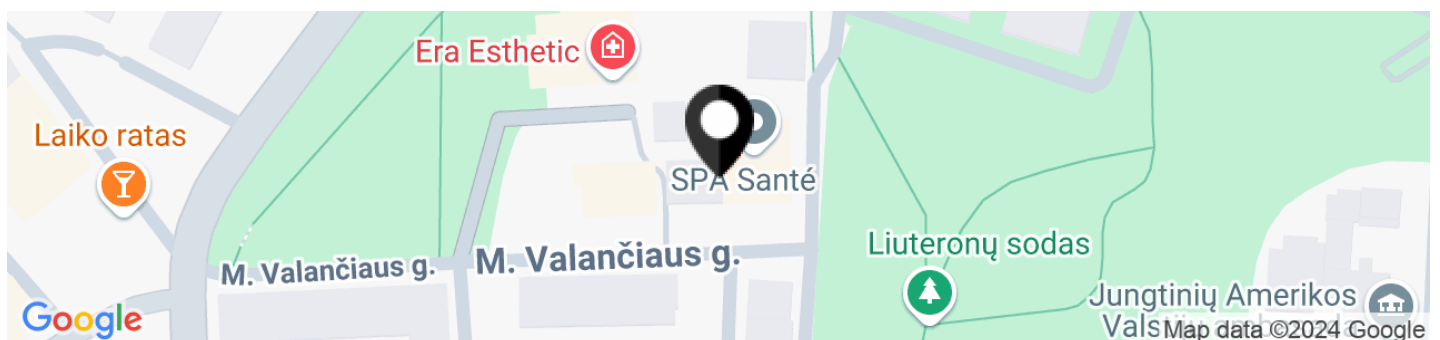 Era Esthetic
Laiko ratas
SPA Santé
M. Valančiaus g.
M. Valančiaus g.
Liuteronų sodas
Jungtinių Amerikos
Google
Map data ©2024 Google